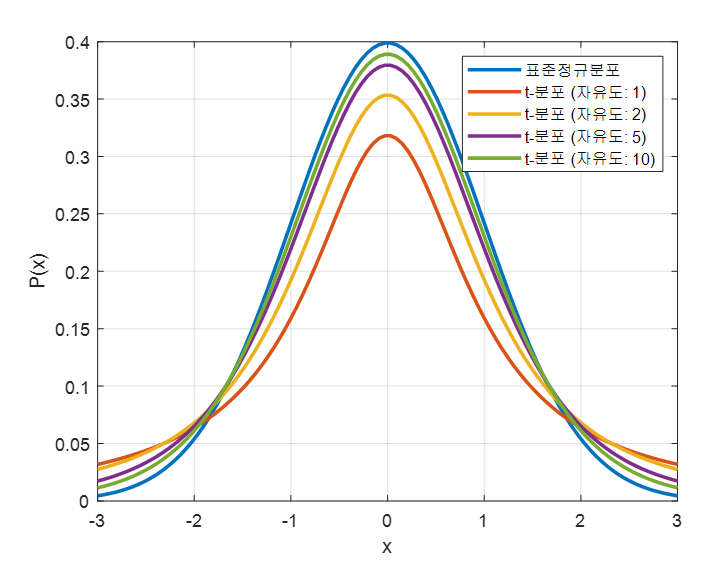 0.4
0.35
0.3
0.25
0.2
0.15
0.1
0.05
0
P(x)
표준정규분포
t-분포 (자유도: 1)
t-분포 (자유도: 2)
t-분포 (자유도: 5)
t-분포 (자유도: 10)
-3 -2 -1 0 1 2 3
x